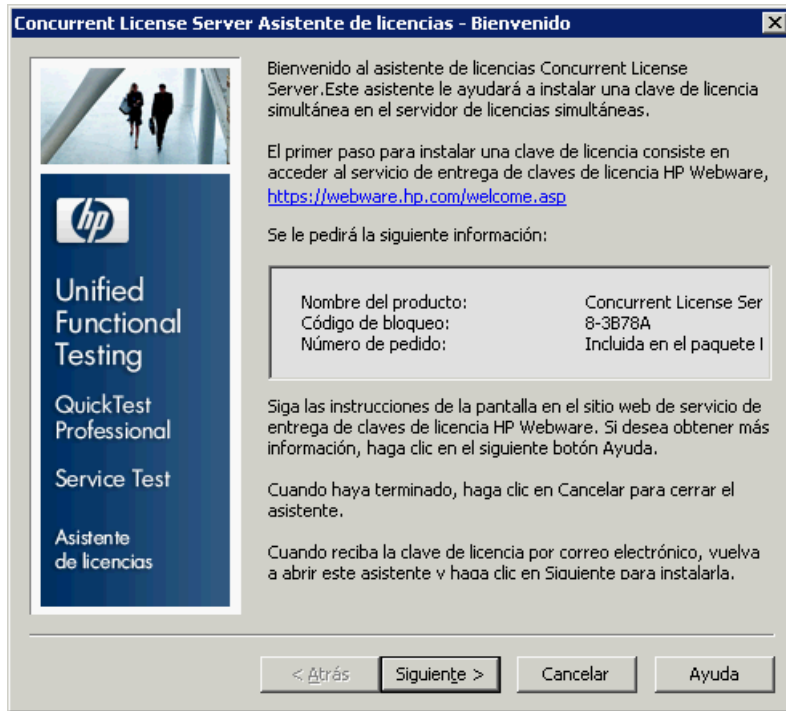 Concurrent License Server Asistente de licencias - Bienvenido
hp
Unified
Functional
Testing
QuickTest
Professional
Service Test
Asistente
de licencias
Bienvenido al asistente de licencias Concurrent License
Server.Este asistente le ayudará a instalar una clave de licencia
simultánea en el servidor de licencias simultáneas.
El primer paso para instalar una clave de licencia consiste en
acceder al servicio de entrega de claves de licencia HP Webware,
https://webware.hp.com/welcome.asp
Se le pedirá la siguiente información:
Nombre del producto: Concurrent License Ser
Código de bloqueo: 8-3B78A
Número de pedido: Incluida en el paquete l
Siga las instrucciones de la pantalla en el sitio web de servicio de
entrega de claves de licencia HP Webware. Si desea obtener más
información, haga clic en el siguiente botón Ayuda.
Cuando haya terminado, haga clic en Cancelar para cerrar el
asistente.
Cuando reciba la clave de licencia por correo electrónico, vuelva
a abrir este asistente y haga clic en Siguiente para instalarla.
< Atrás
Siguiente >
Cancelar
Ayuda